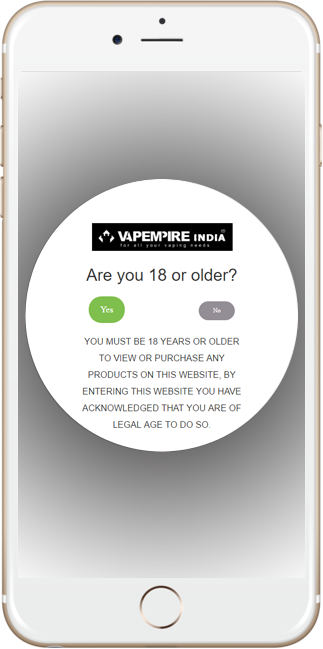 VAPEMPIRE INDIA®
for all your vaping needs
Are you 18 or older?
Yes
No
YOU MUST BE 18 YEARS OR OLDER
TO VIEW OR PURCHASE ANY
PRODUCTS ON THIS WEBSITE, BY
ENTERING THIS WEBSITE YOU HAVE
ACKNOWLEDGED THAT YOU ARE OF
LEGAL AGE TO DO SO.